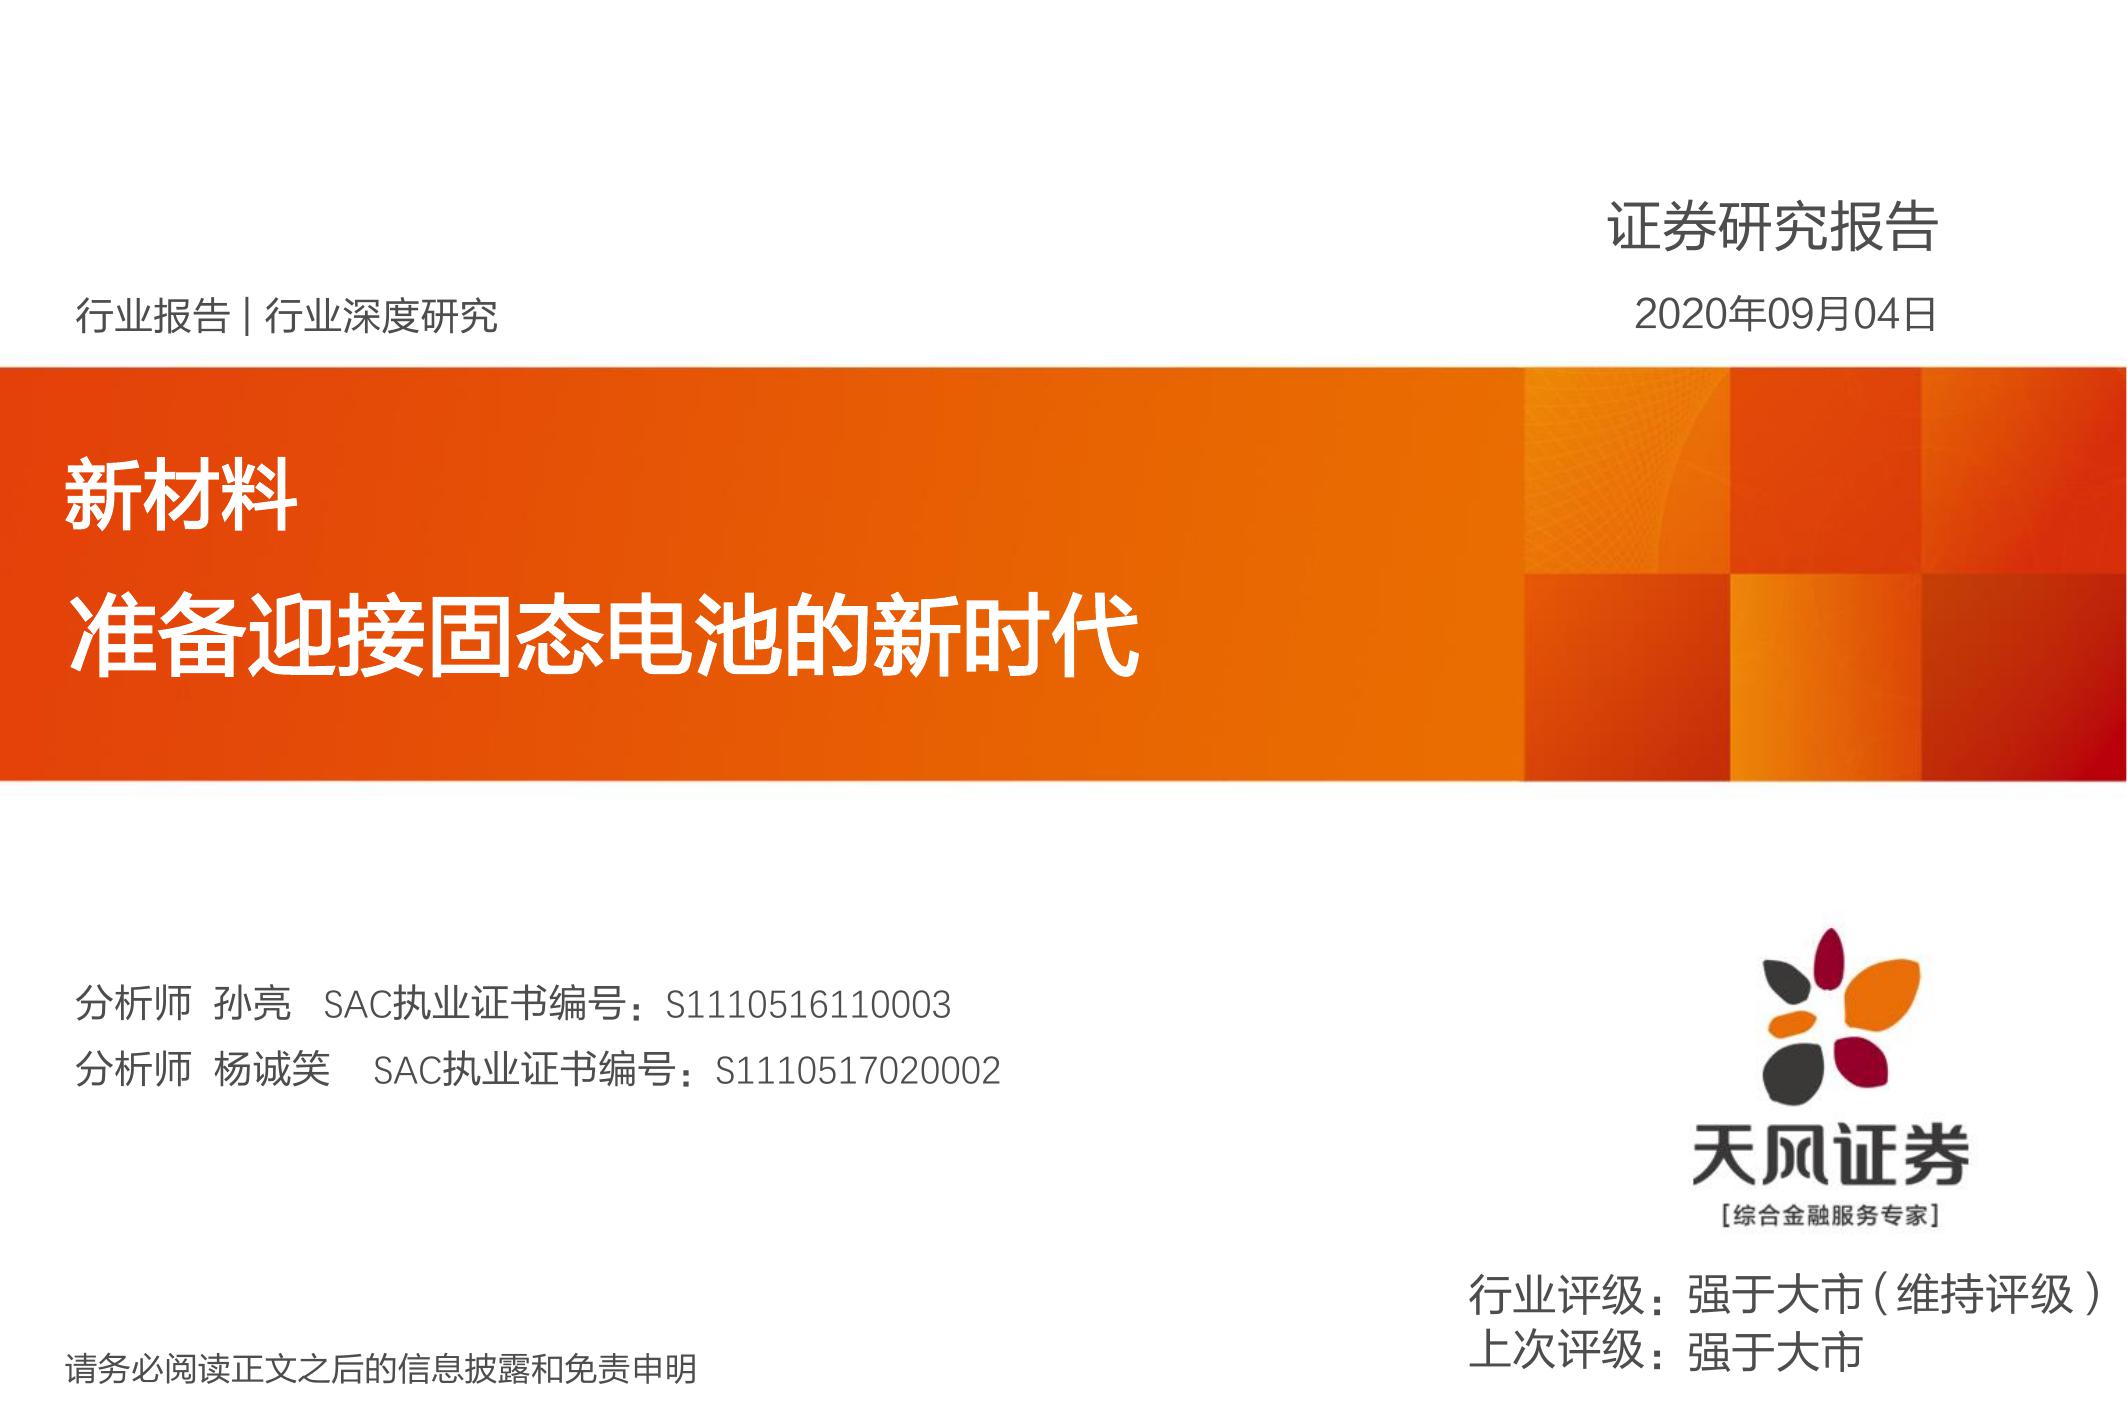 证券研究报告
行业报告 | 行业深度研究
2020年09月04日
新材料
准备迎接固态电池的新时代
分析师 孙亮 SAC执业证书编号：S1110516110003
分析师 杨诚笑 SAC执业证书编号：S1110517020002
天风证券
[综合金融服务专家]
行业评级：强于大市（维持评级）
上次评级：强于大市
请务必阅读正文之后的信息披露和免责申明